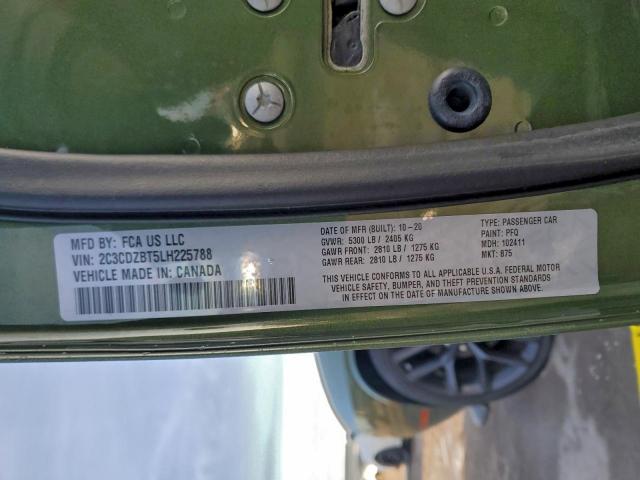 MFD BY: FCA US LLC
VIN: 2C3CDZBT5LH225788
VEHICLE MADE IN: CANADA
DATE OF MFR (BUILT): 10-20
GVWR: 5300 LB / 2405 KG
GAWR FRONT: 2810 LB / 1275 KG
GAWR REAR: 2810 LB / 1275 KG
TYPE: PASSENGER CAR
PAINT: PFQ
MDH: 102411
MKT: 875
THIS VEHICLE CONFORMS TO ALL APPLICABLE U.S.A. FEDERAL MOTOR
VEHICLE SAFETY, BUMPER, AND THEFT PREVENTION STANDARDS
IN EFFECT ON THE DATE OF MANUFACTURE SHOWN ABOVE.